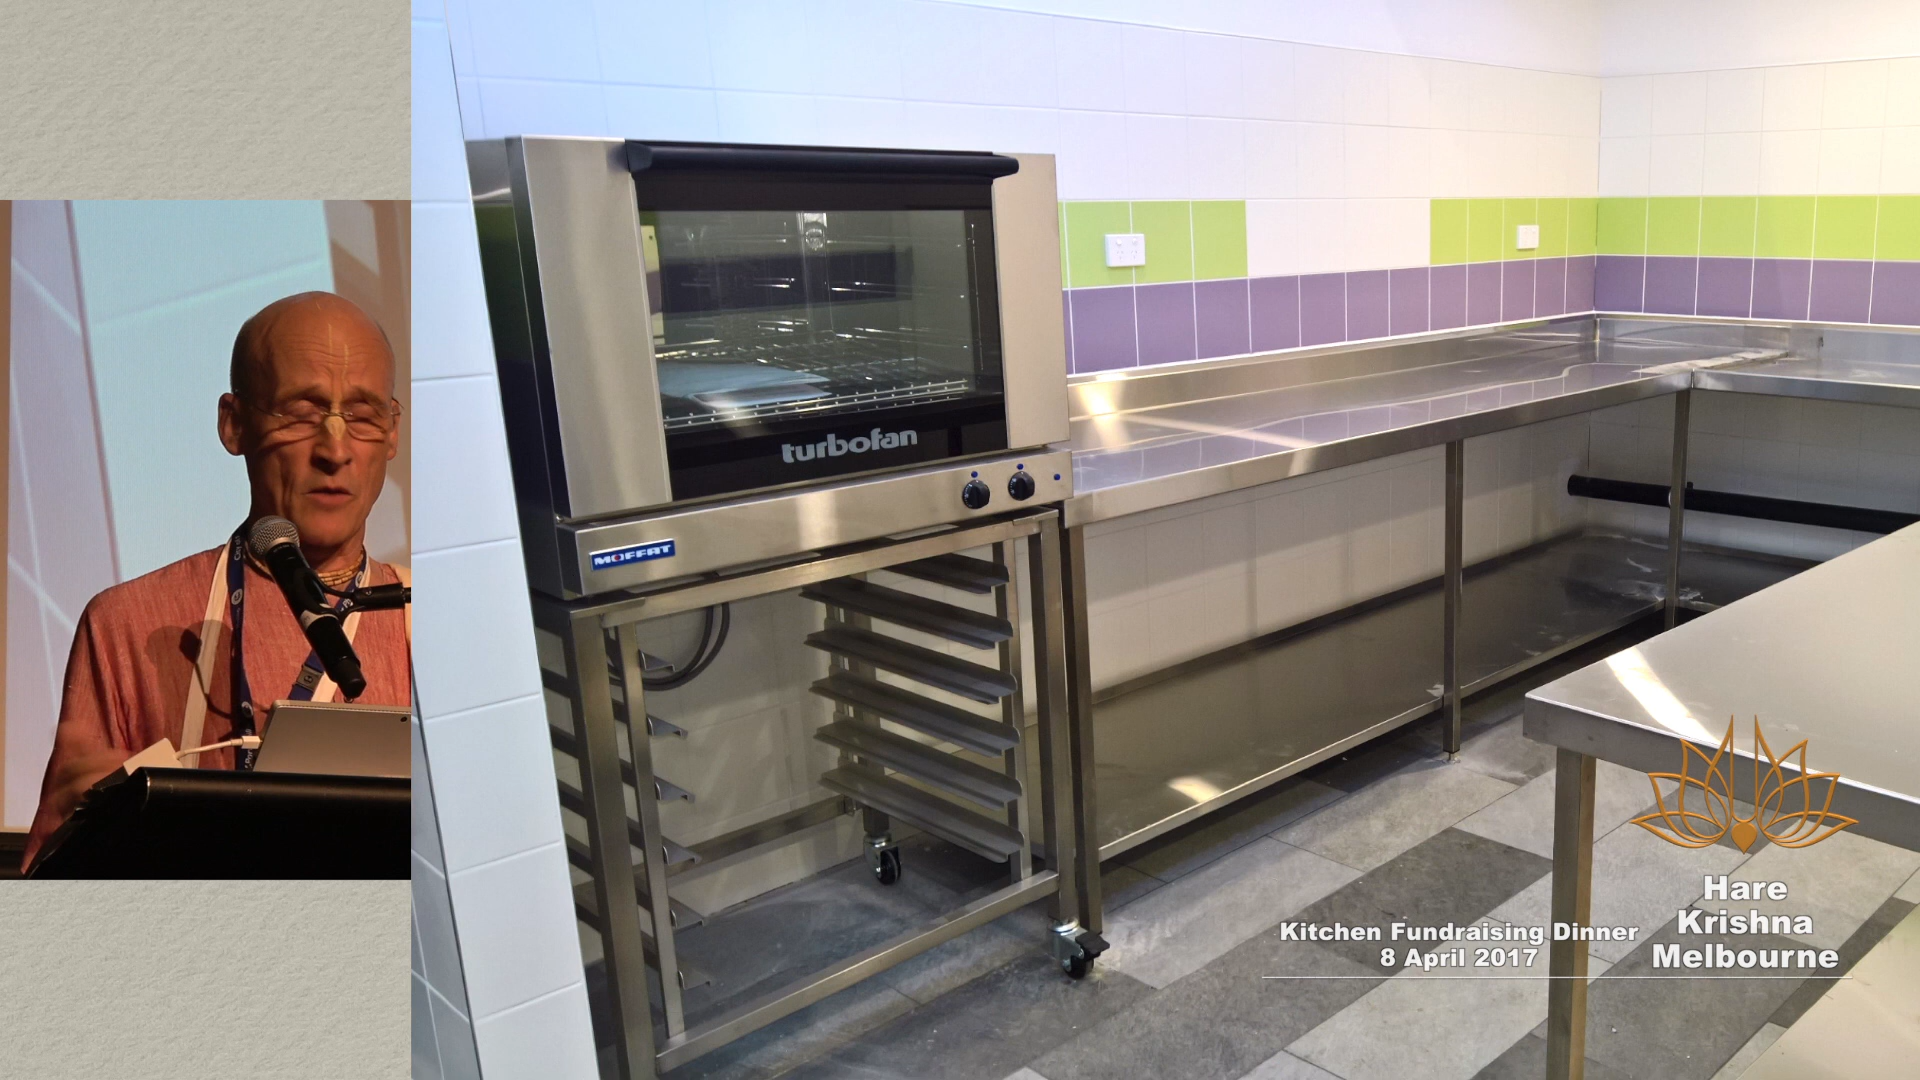 turbofan
MOFFAT
Kitchen Fundraising Dinner
8 April 2017
Hare
Krishna
Melbourne